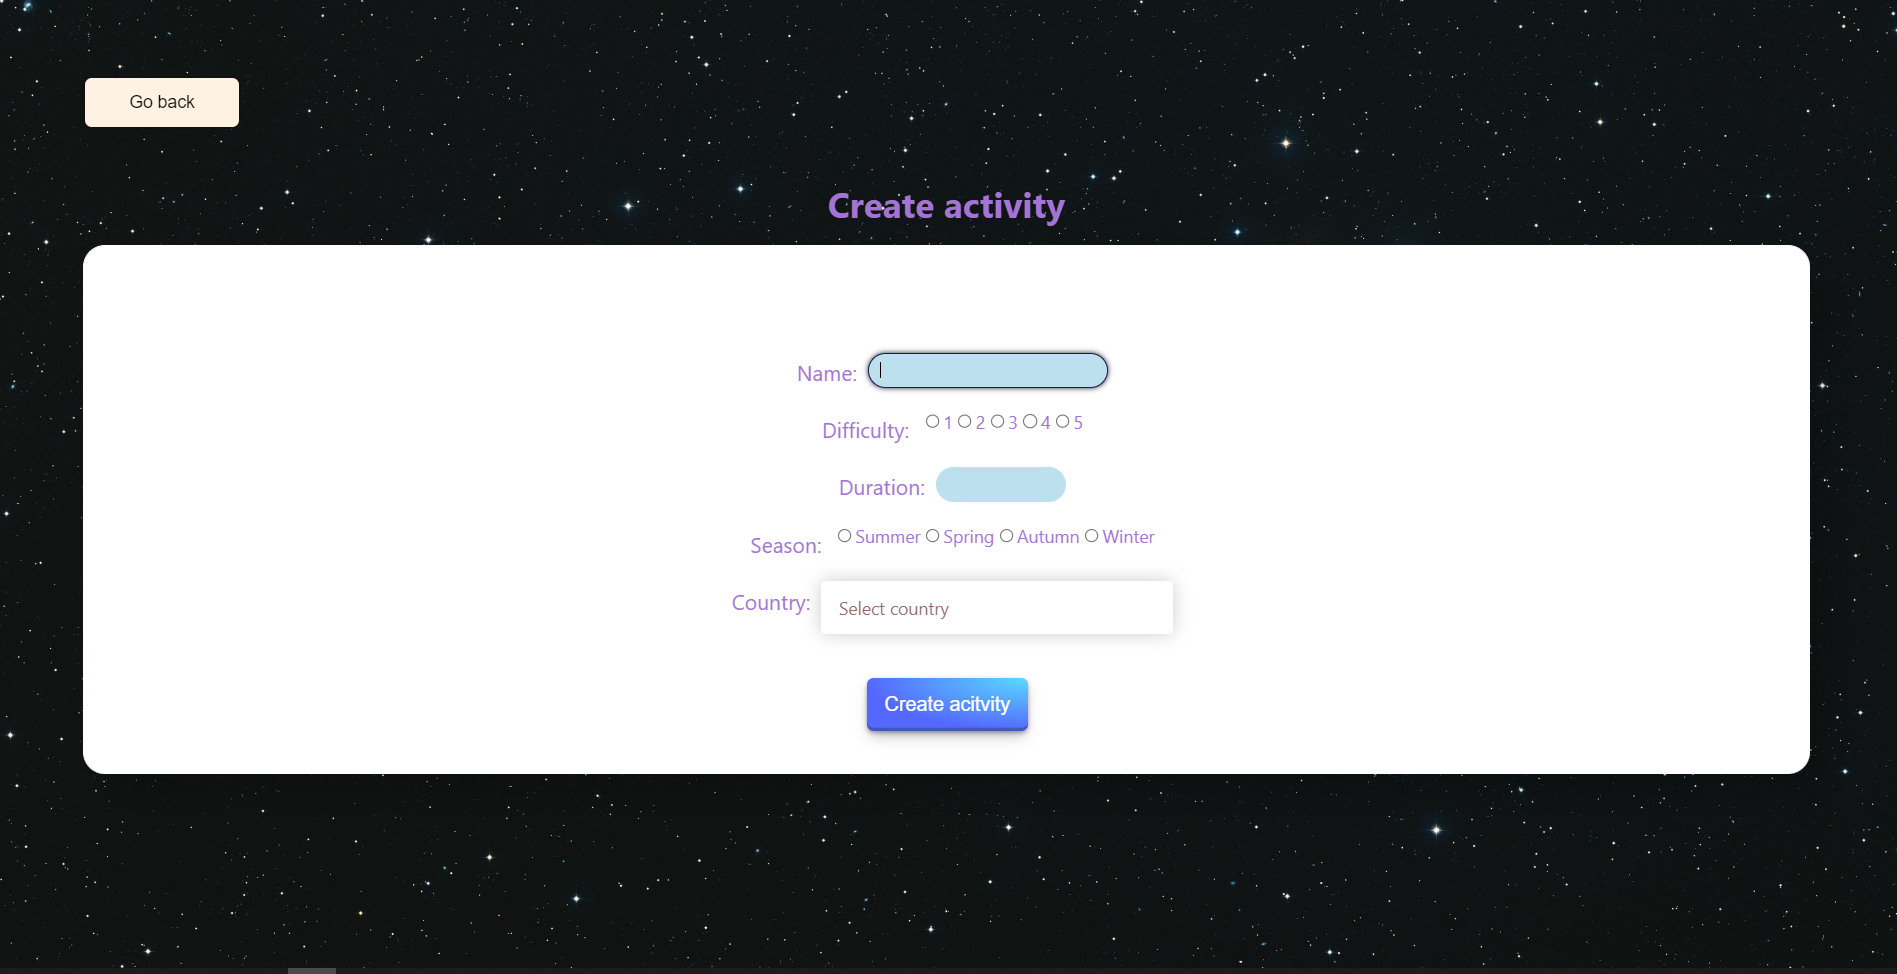 Go back
Create activity
Name:
Difficulty: 1 2 3 4 5
Duration:
Season: Summer Spring Autumn Winter
Country: Select country
Create acitvity